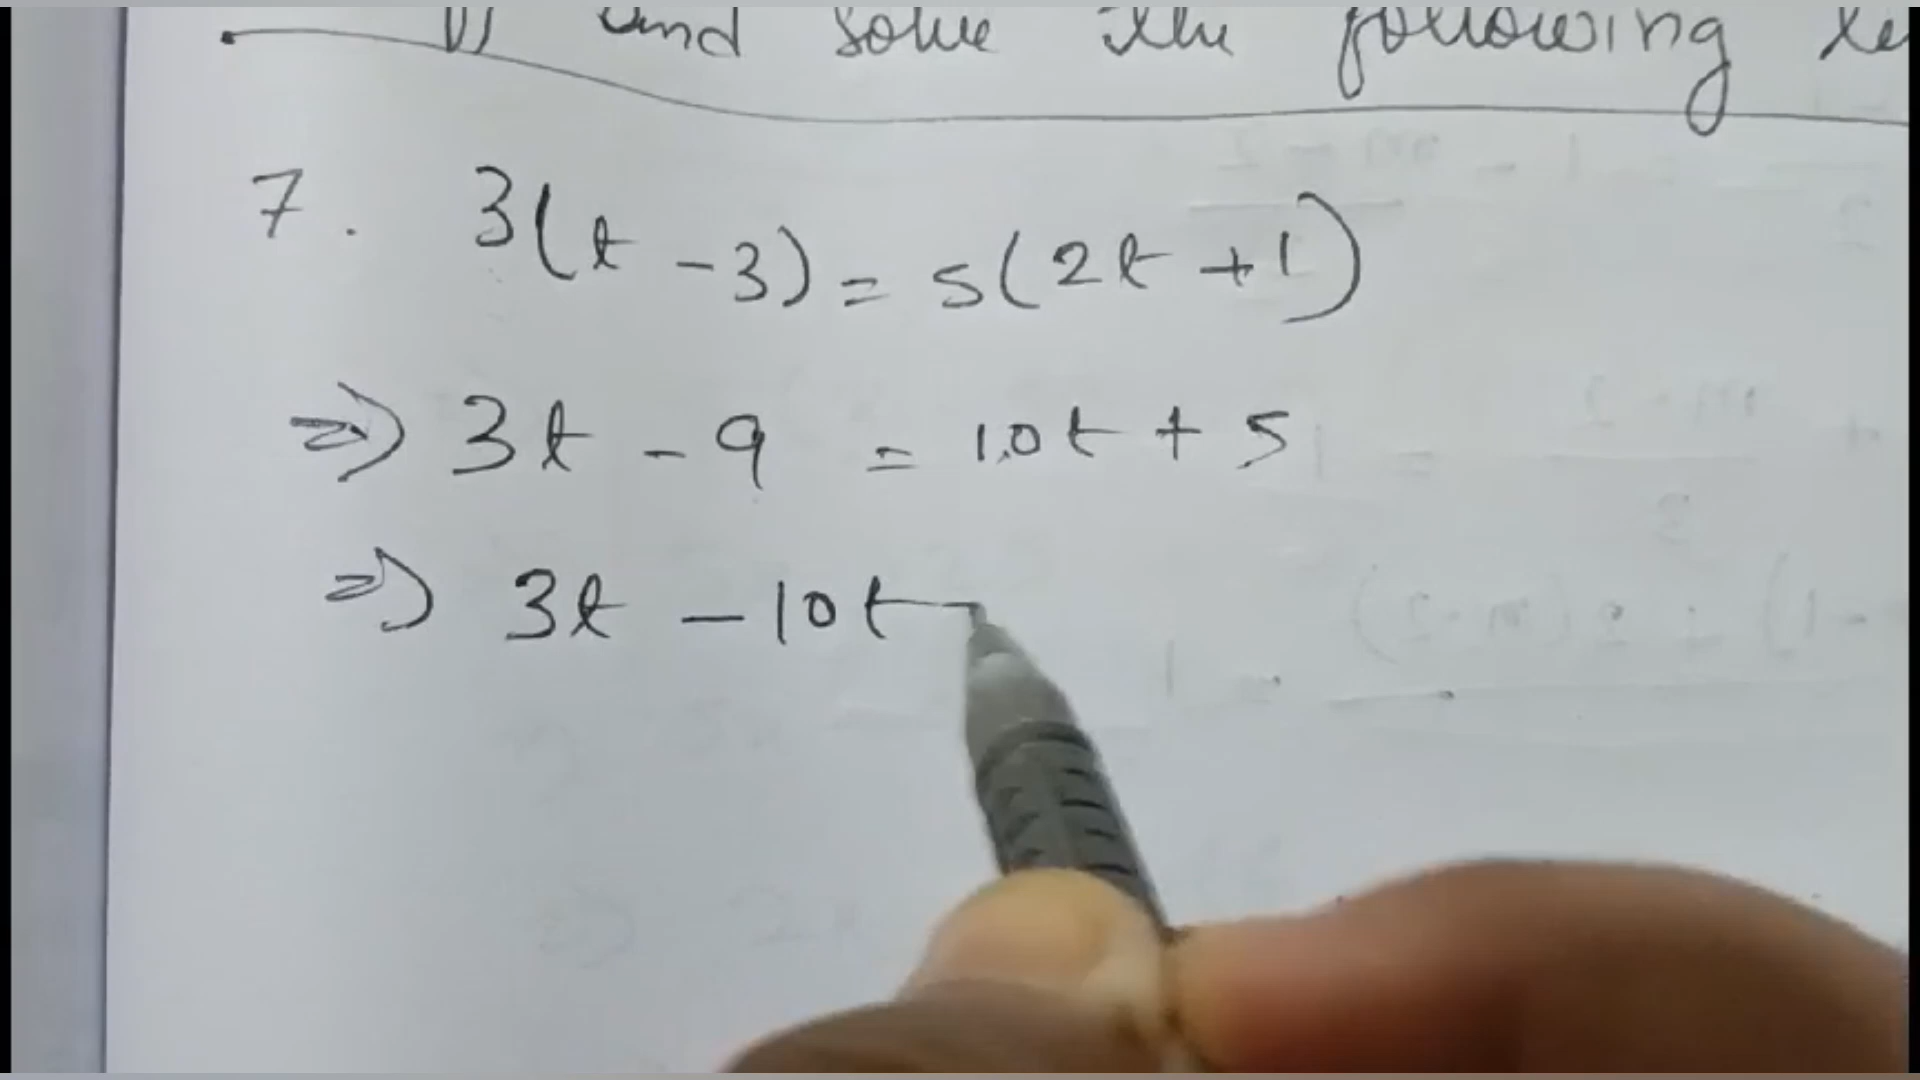 and solve the following
7. 3(t - 3) = 5(2t + 1)
⇒ 3t - 9 = 10t + 5
⇒ 3t - 10t